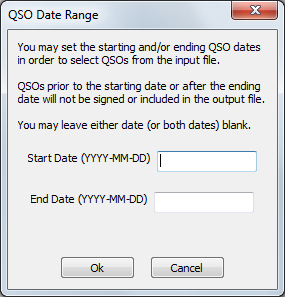 QSO Date Range
You may set the starting and/or ending QSO dates
in order to select QSOs from the input file.
QSOs prior to the starting date or after the ending
date will not be signed or included in the output file.
You may leave either date (or both dates) blank.
Start Date (YYYY-MM-DD)
End Date (YYYY-MM-DD)
Ok
Cancel